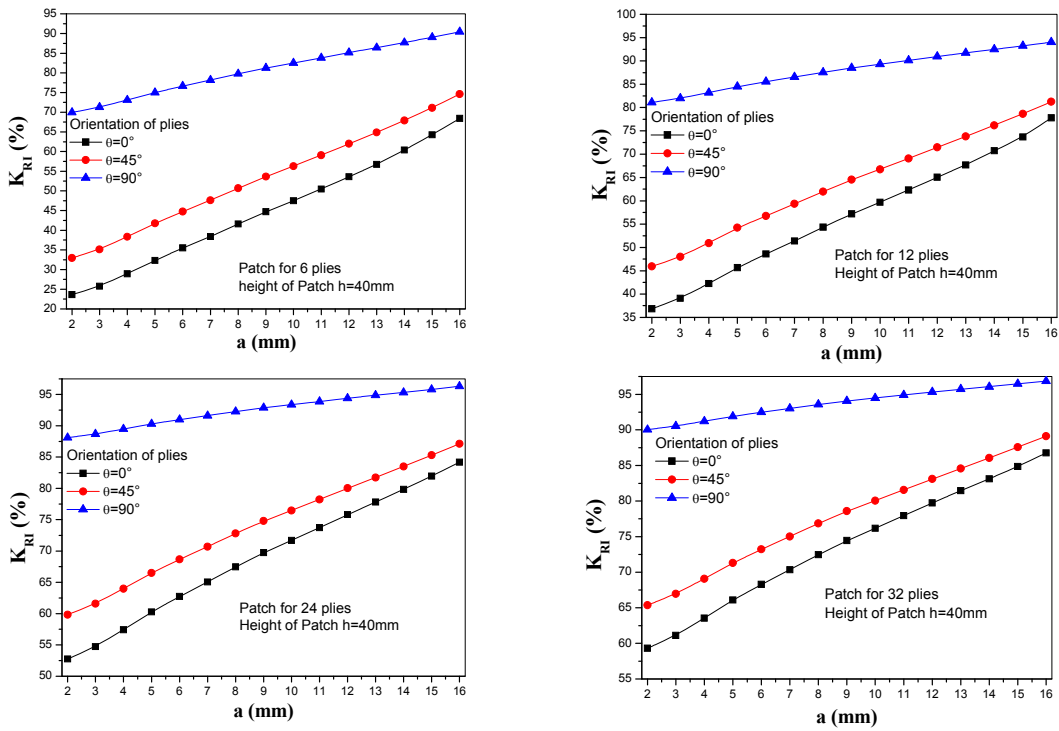 95
90
85
80
75
70
65
60
55
50
45
40
35
30
25
20
K_RI (%)
Orientation of plies
θ=0°
θ=45°
θ=90°
Patch for 6 plies
height of Patch h=40mm
2 3 4 5 6 7 8 9 10 11 12 13 14 15 16
a (mm)
100
95
90
85
80
75
70
65
60
55
50
45
40
35
K_RI (%)
Orientation of plies
θ=0°
θ=45°
θ=90°
Patch for 12 plies
Height of Patch h=40mm
2 3 4 5 6 7 8 9 10 11 12 13 14 15 16
a (mm)
95
90
85
80
75
70
65
60
55
50
K_RI (%)
Orientation of plies
θ=0°
θ=45°
θ=90°
Patch for 24 plies
Height of Patch h=40mm
2 3 4 5 6 7 8 9 10 11 12 13 14 15 16
a (mm)
95
90
85
80
75
70
65
60
55
K_RI (%)
Orientation of plies
θ=0°
θ=45°
θ=90°
Patch for 32 plies
Height of Patch h=40mm
2 3 4 5 6 7 8 9 10 11 12 13 14 15 16
a (mm)